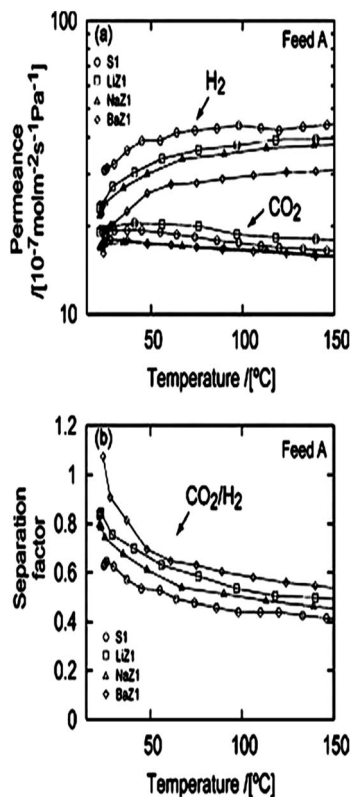 (a)
Feed A
100
S1
LiZ1
NaZ1
BaZ1
H2
CO2
Permeance
/[10-7molm-2s-1Pa-1]
10
50
100
150
Temperature /[ºC]
(b)
Feed A
1.2
1
0.8
0.6
0.4
0.2
0
CO2/H2
Separation
factor
S1
LiZ1
NaZ1
BaZ1
50
100
150
Temperature /[ºC]